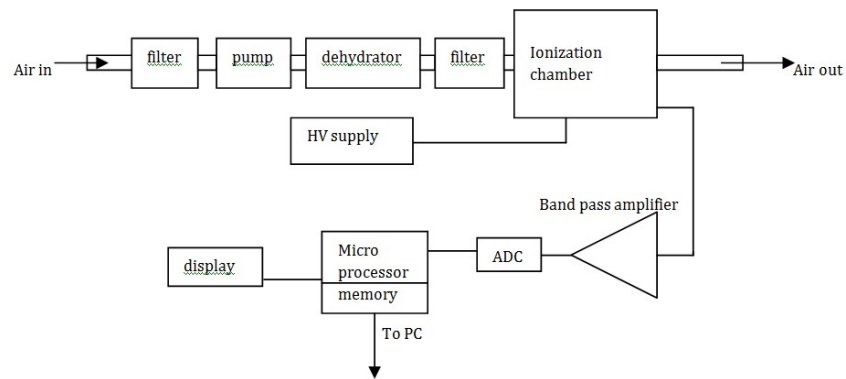 Air in
filter
pump
dehydrator
filter
Ionization
chamber
Air out
HV supply
Band pass amplifier
display
Micro
processor
memory
ADC
To PC